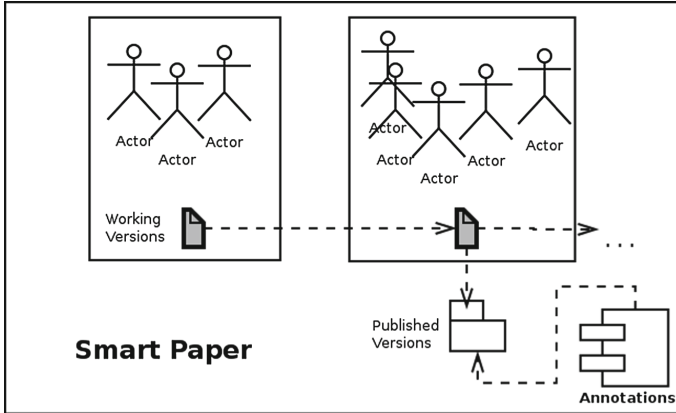 Actor
Actor
Actor
Actor
Actor
Actor
Actor
Actor
Working
Versions
. . .
Published
Versions
Smart Paper
Annotations